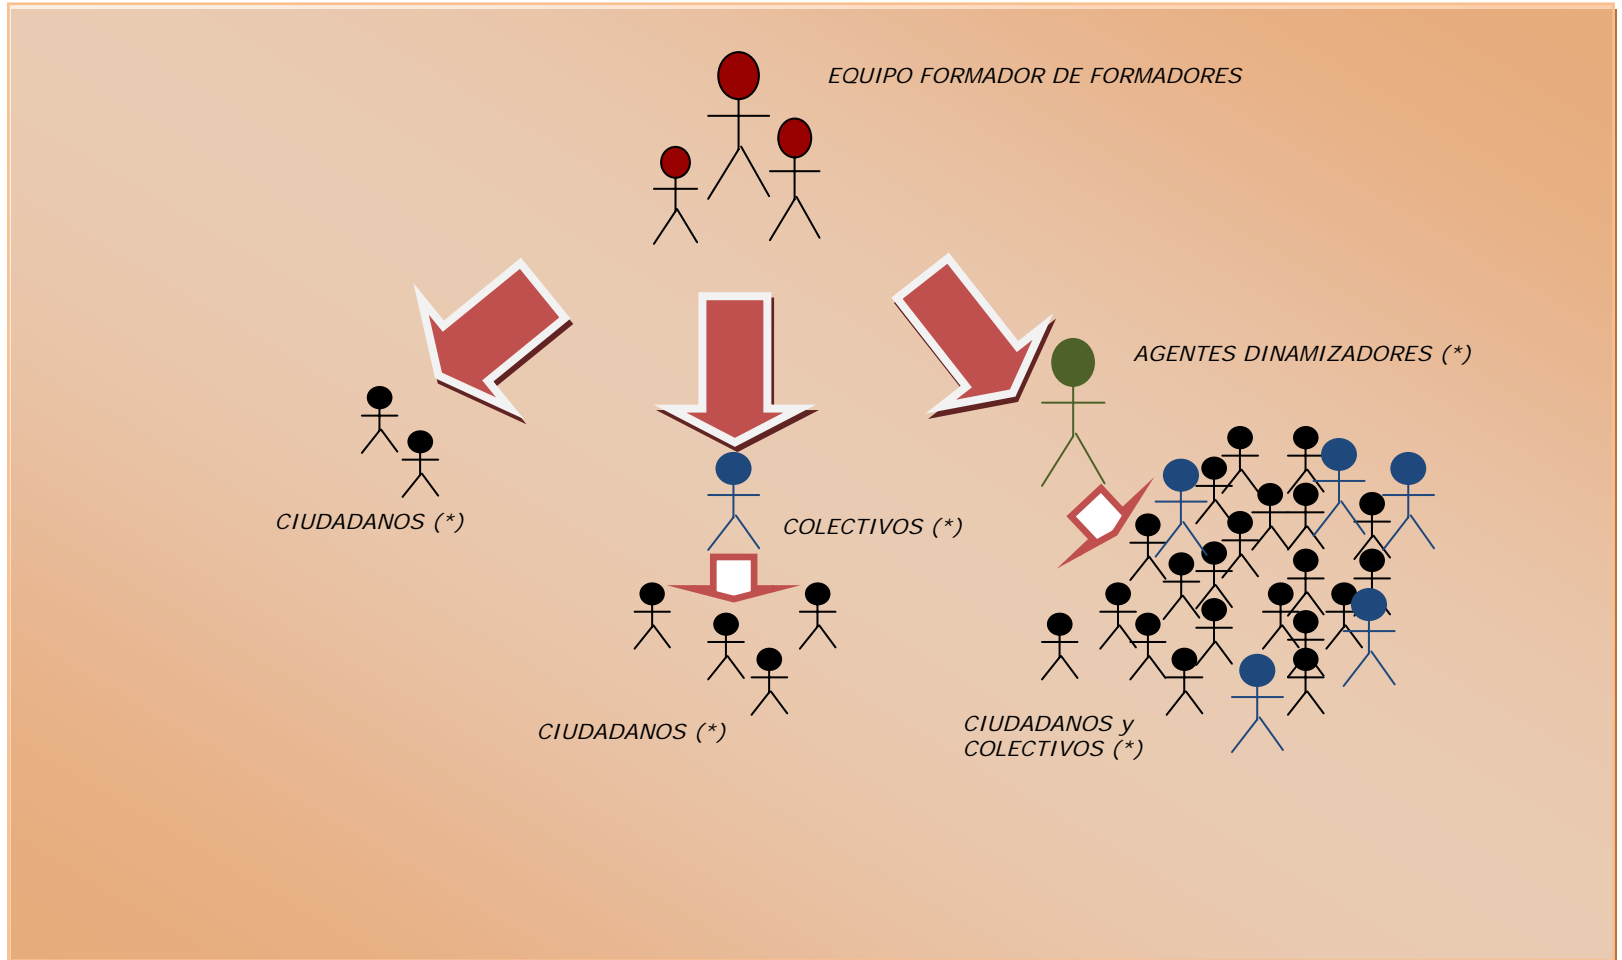 EQUIPO FORMADOR DE FORMADORES
AGENTES DINAMIZADORES (*)
CIUDADANOS (*)
COLECTIVOS (*)
CIUDADANOS (*)
CIUDADANOS y
COLECTIVOS (*)